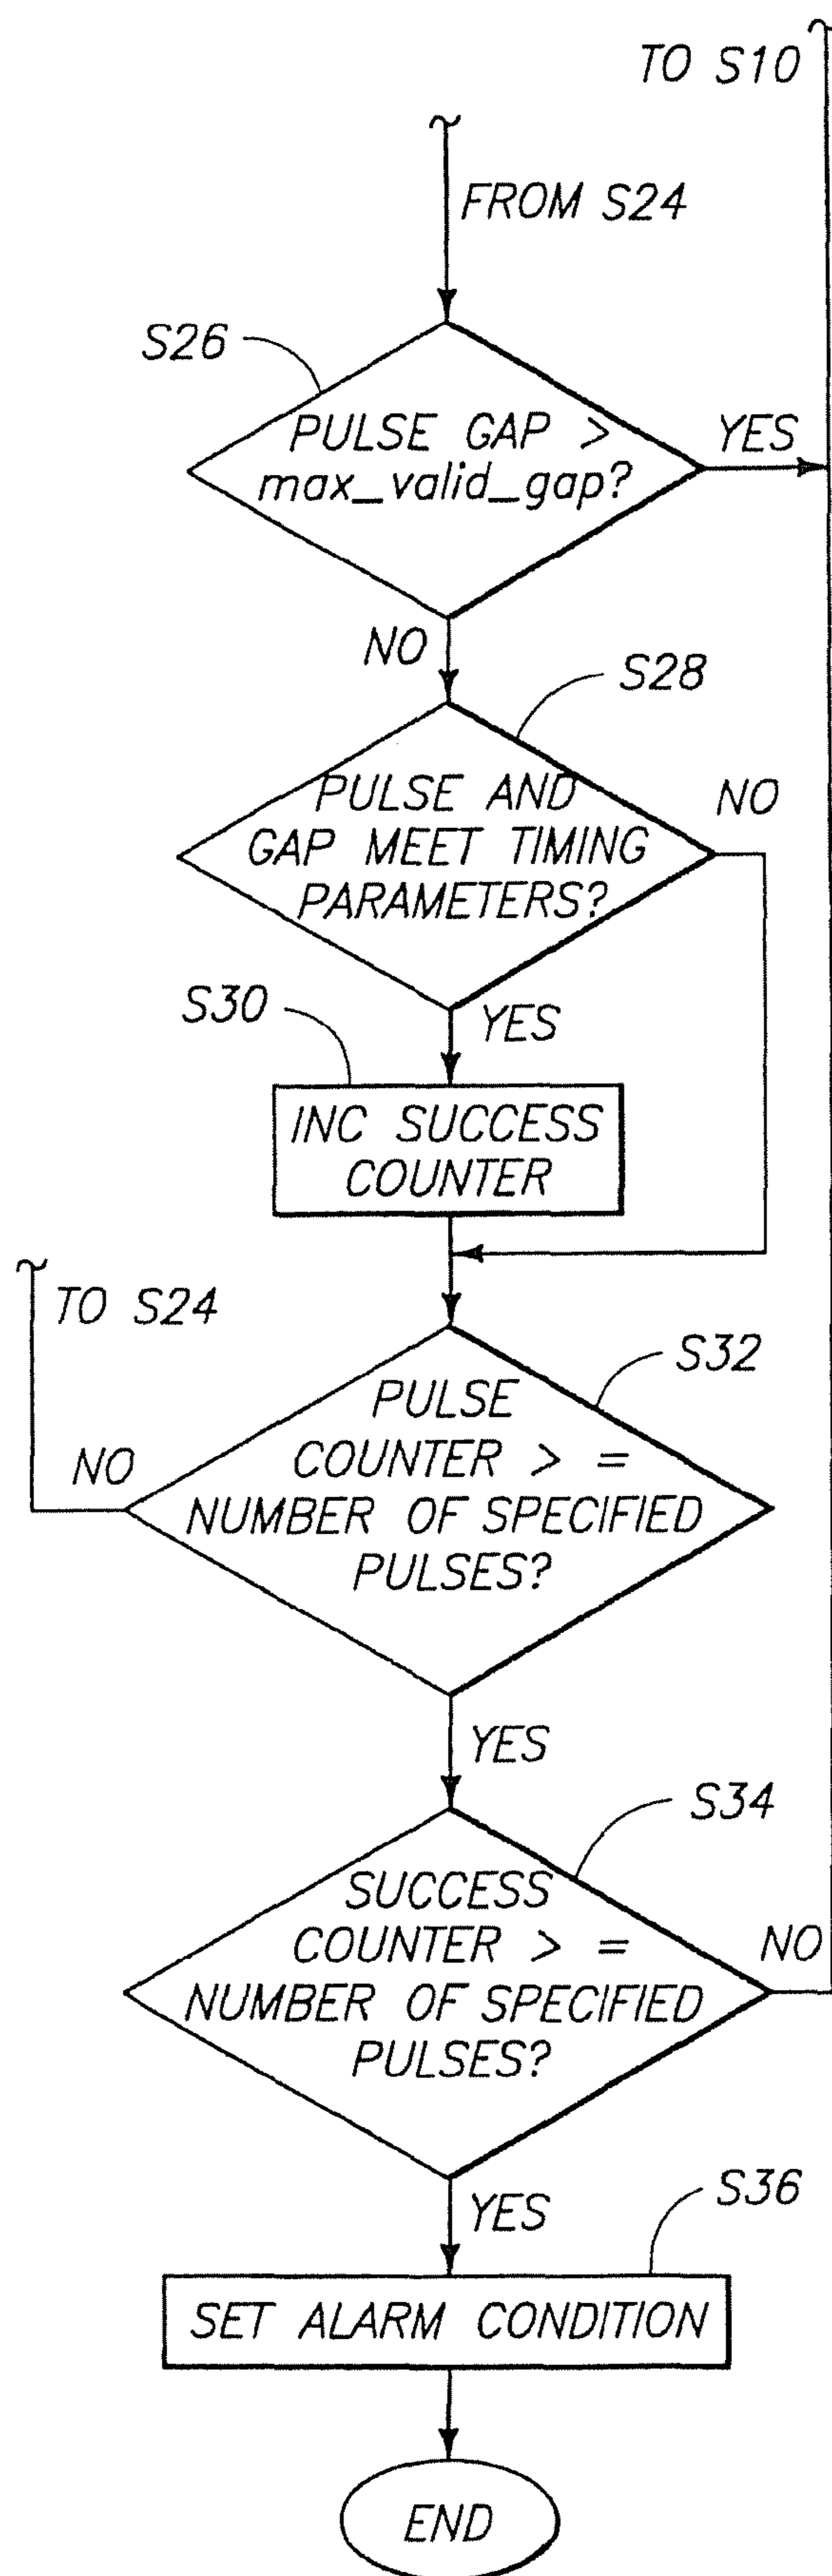 TO S10
FROM S24
S26
PULSE GAP >
max_valid_gap?
YES
NO
S28
PULSE AND
GAP MEET TIMING
PARAMETERS?
NO
S30
YES
INC SUCCESS
COUNTER
TO S24
S32
PULSE
COUNTER > =
NUMBER OF SPECIFIED
PULSES?
NO
YES
S34
SUCCESS
COUNTER > =
NUMBER OF SPECIFIED
PULSES?
NO
YES
S36
SET ALARM CONDITION
END